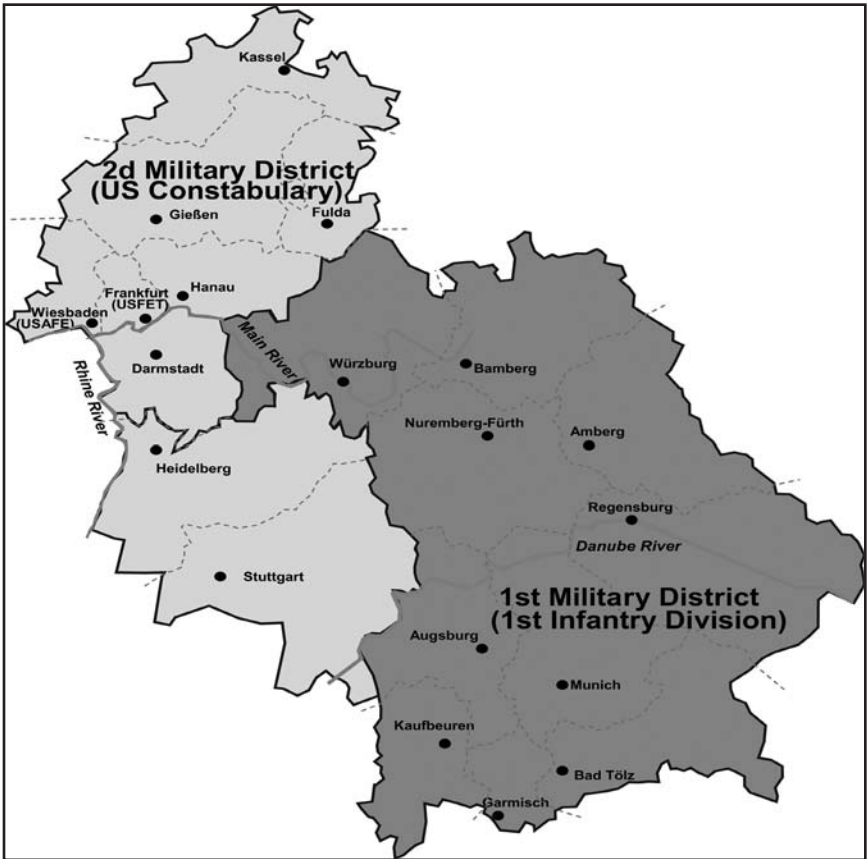 Kassel
2d Military District
(US Constabulary)
Gießen
Fulda
Hanau
Frankfurt
(USFET)
Wiesbaden
(USAFE)
Main River
Darmstadt
Rhine River
Würzburg
Bamberg
Nuremberg-Fürth
Amberg
Heidelberg
Regensburg
Danube River
Stuttgart
1st Military District
(1st Infantry Division)
Augsburg
Munich
Kaufbeuren
Bad Tölz
Garmisch